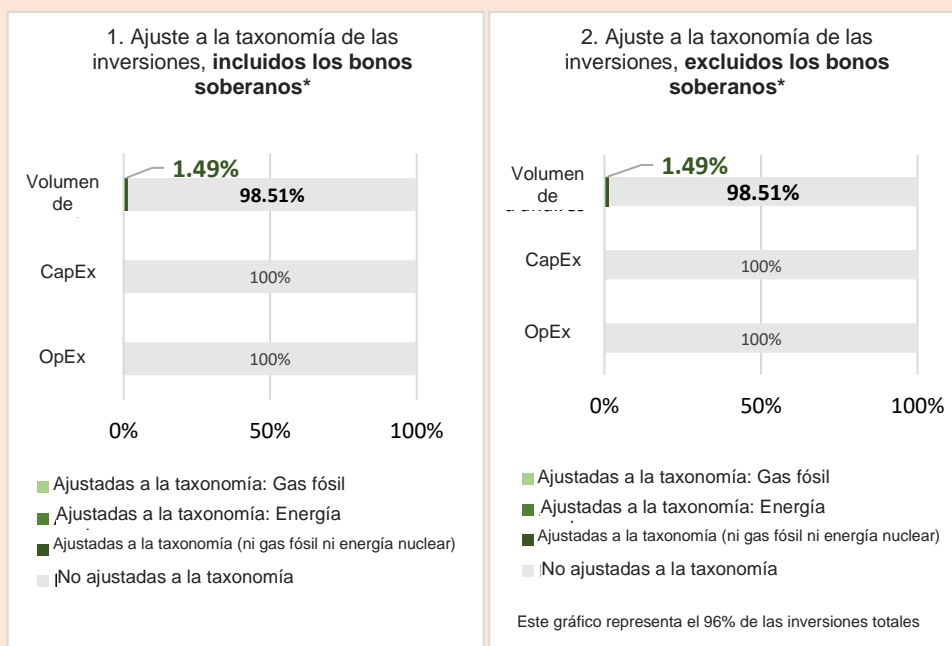 1. Ajuste a la taxonomía de las
inversiones, incluidos los bonos
soberanos*
1.49%
Volumen
de
98.51%
CapEx
100%
OpEx
100%
0% 50% 100%
Ajustadas a la taxonomía: Gas fósil
Ajustadas a la taxonomía: Energía
Ajustadas a la taxonomía (ni gas fósil ni energía nuclear)
No ajustadas a la taxonomía
2. Ajuste a la taxonomía de las
inversiones, excluidos los bonos
soberanos*
1.49%
Volumen
de
98.51%
CapEx
100%
OpEx
100%
0% 50% 100%
Ajustadas a la taxonomía: Gas fósil
Ajustadas a la taxonomía: Energía
Ajustadas a la taxonomía (ni gas fósil ni energía nuclear)
No ajustadas a la taxonomía
Este gráfico representa el 96% de las inversiones totales